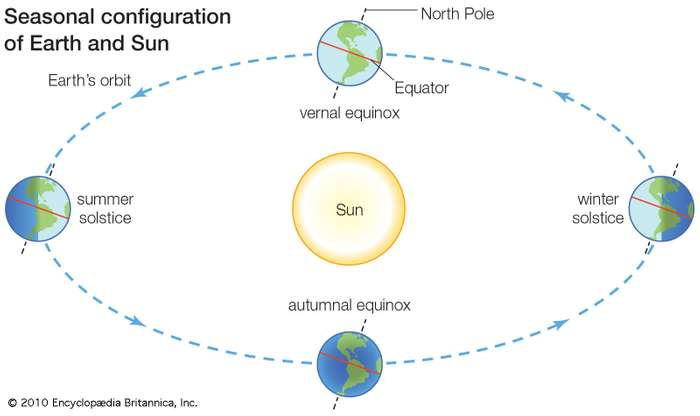 Seasonal configuration
of Earth and Sun
North Pole
Earth's orbit
Equator
vernal equinox
summer
solstice
Sun
winter
solstice
autumnal equinox
© 2010 Encyclopædia Britannica, Inc.